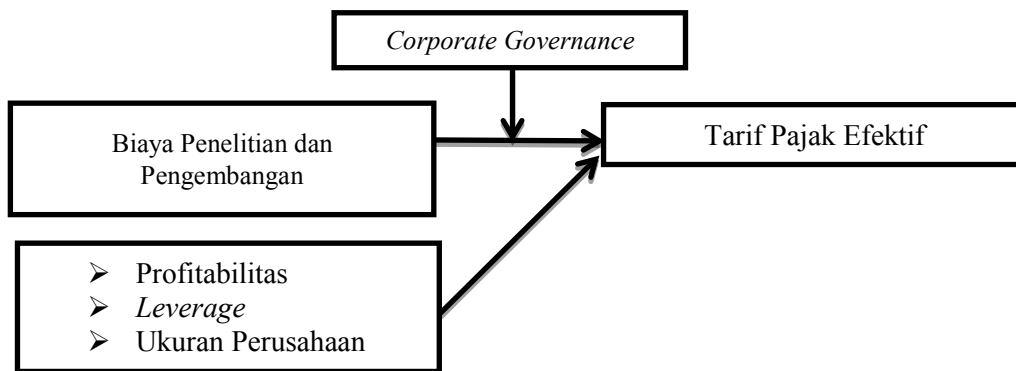 Corporate Governance
Biaya Penelitian dan
Pengembangan
Tarif Pajak Efektif
➢ Profitabilitas
➢ Leverage
➢ Ukuran Perusahaan